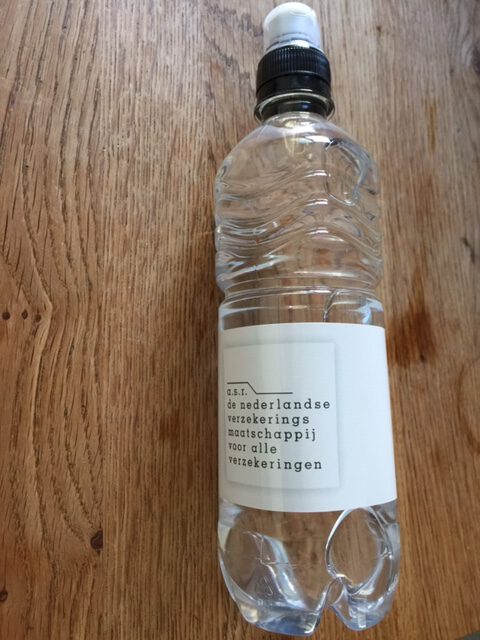 a.s.r.
de nederlandse
verzekerings
maatschappij
voor alle
verzekeringen